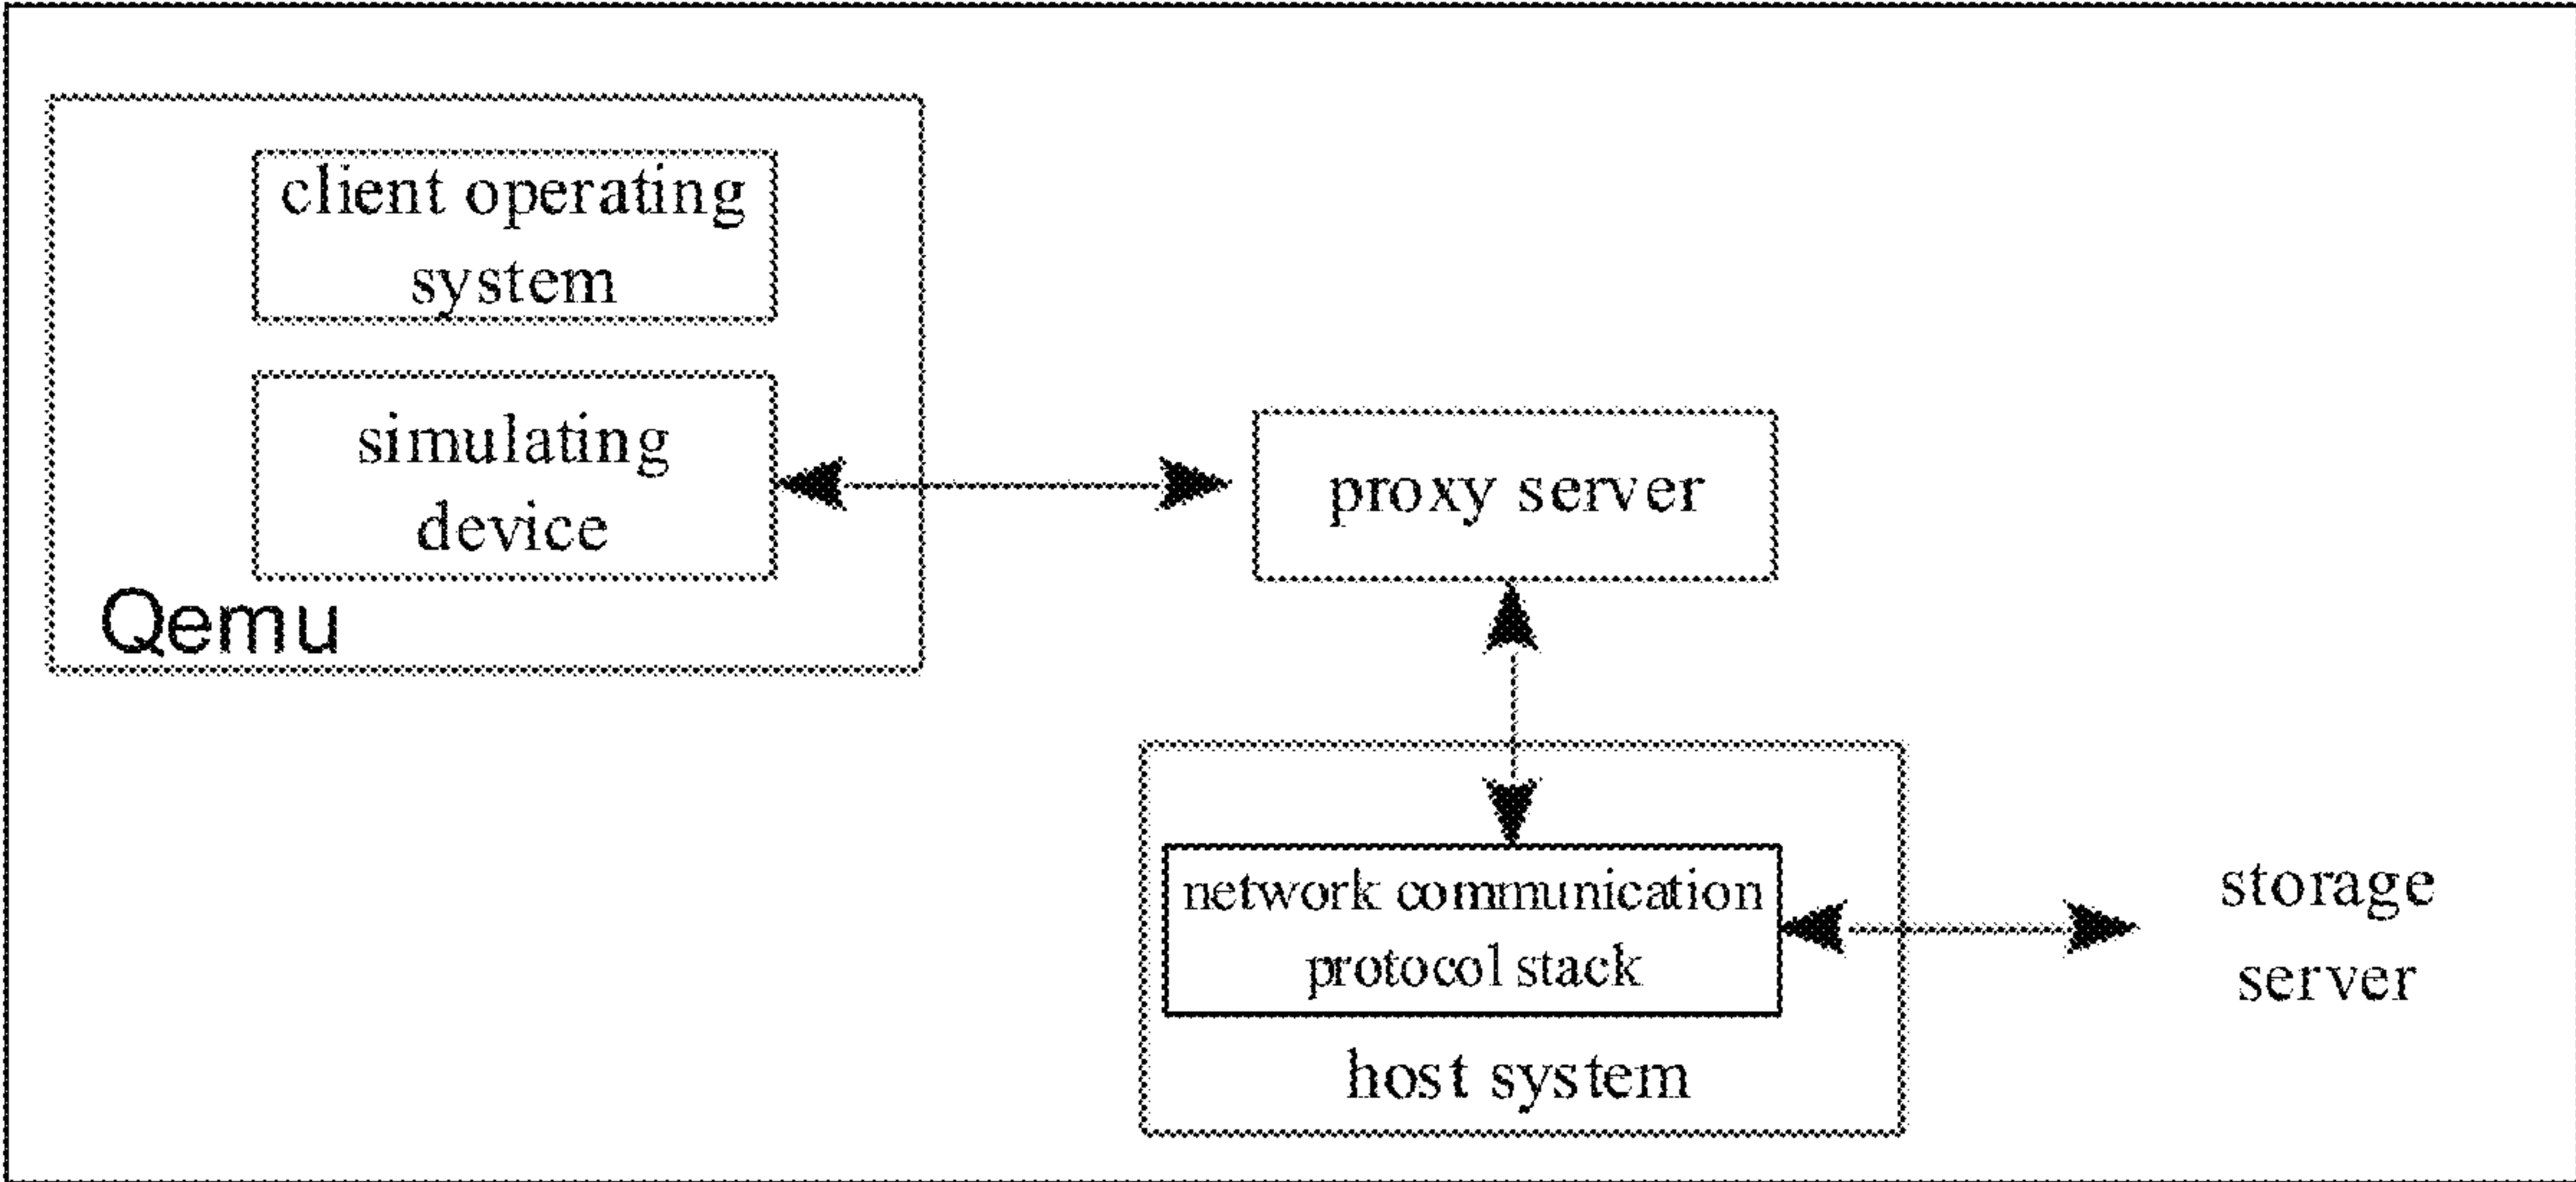 client operating
system
simulating
device
Qemu
proxy server
network communication
protocol stack
host system
storage
server